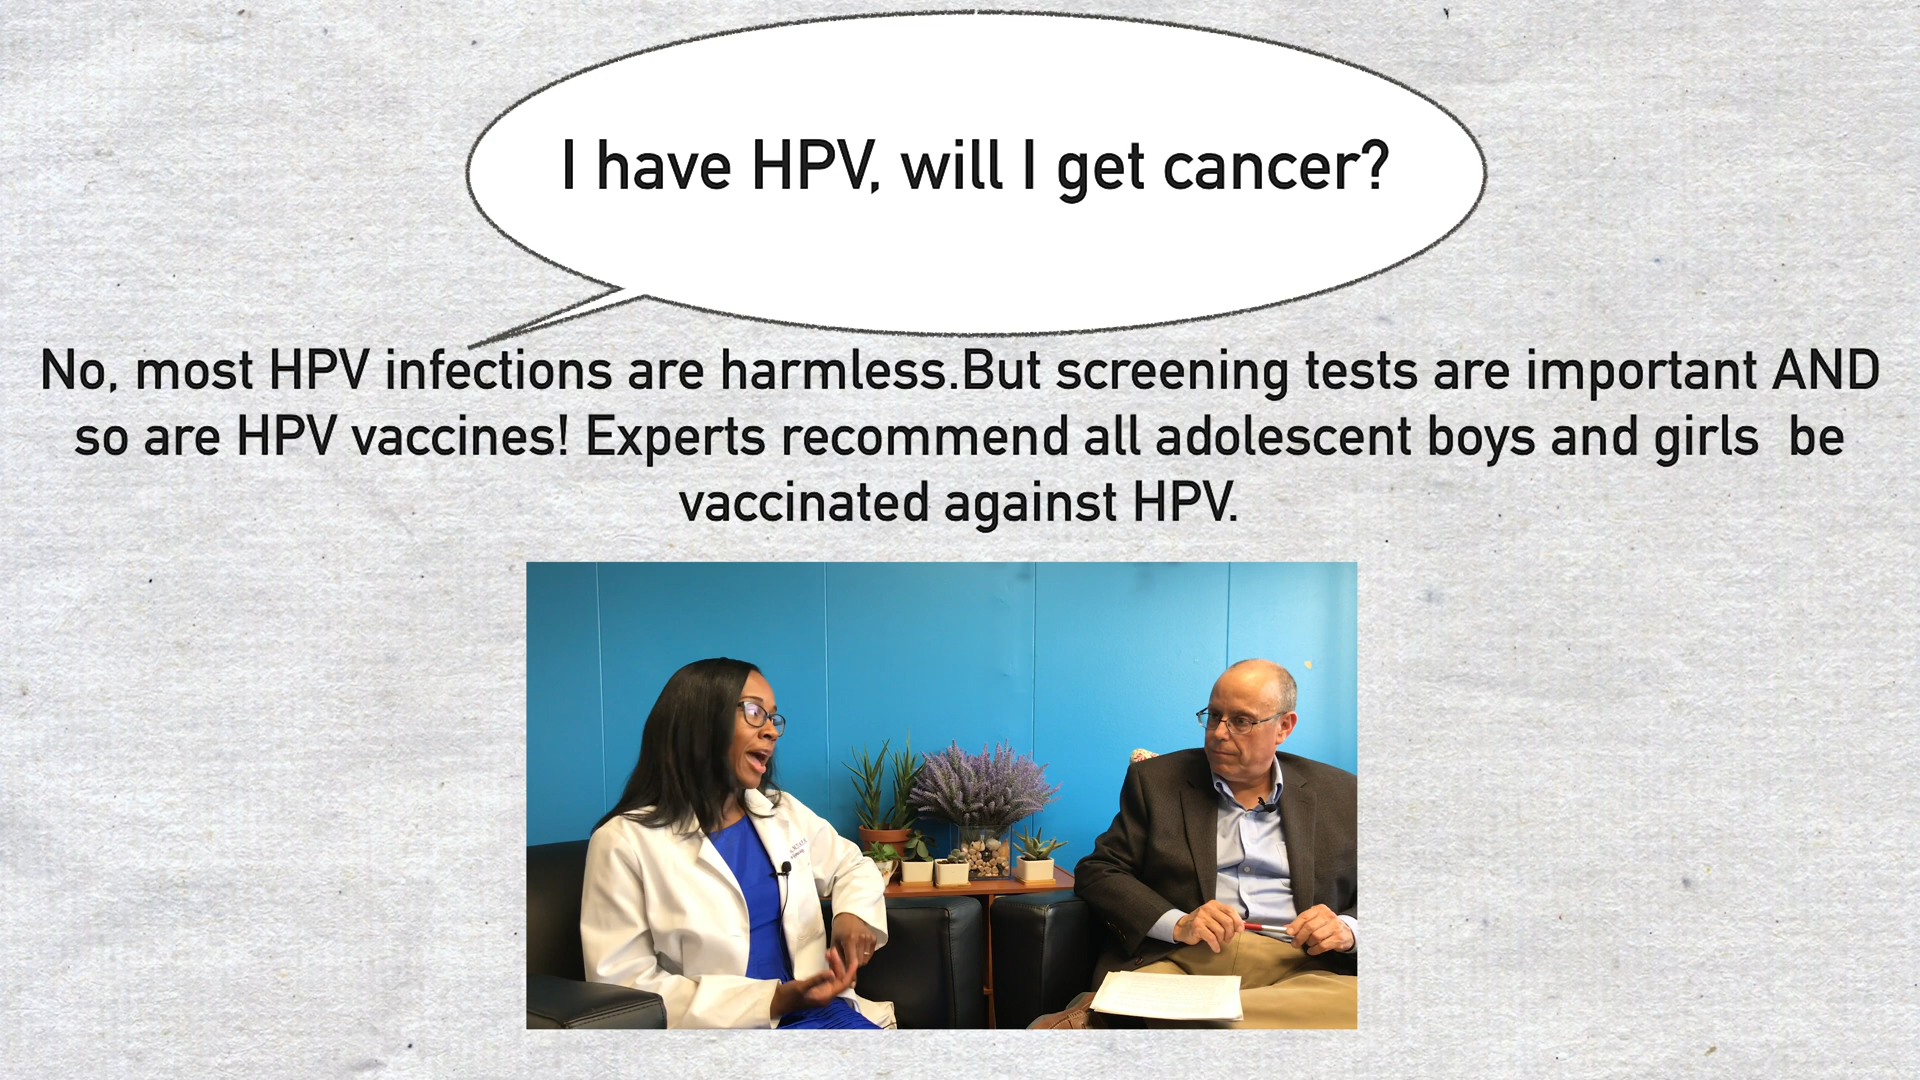 I have HPV, will I get cancer?
No, most HPV infections are harmless.But screening tests are important AND
so are HPV vaccines! Experts recommend all adolescent boys and girls  be
vaccinated against HPV.